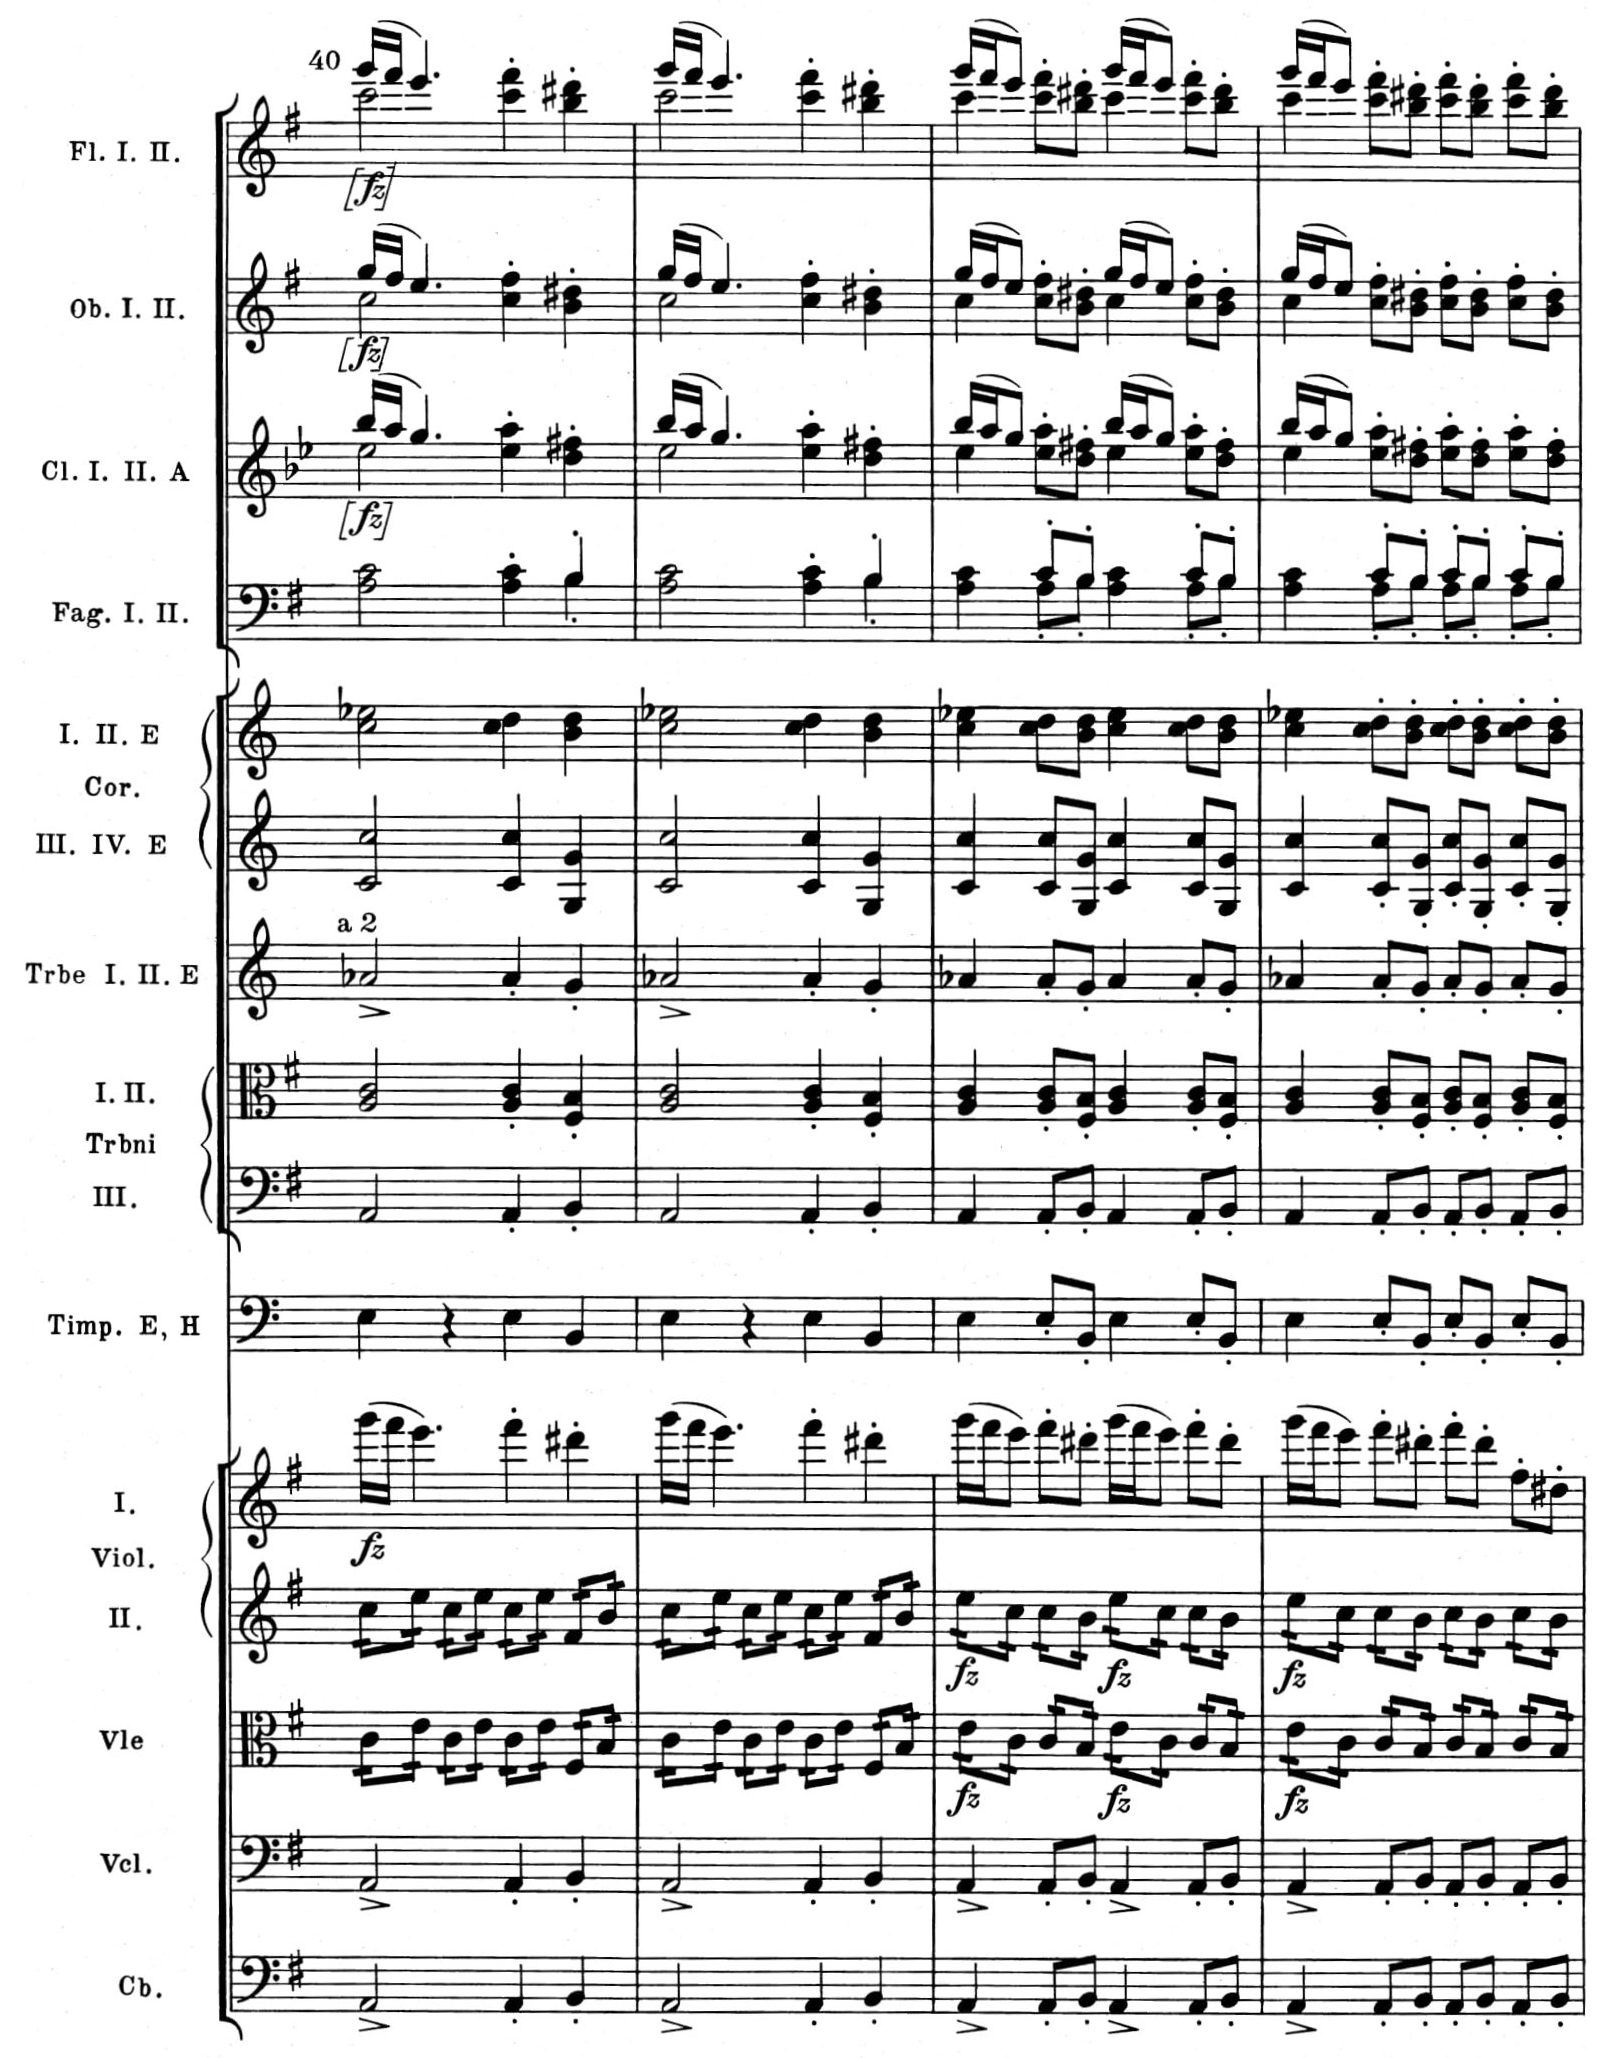 40
Fl. I. II.
[fz]
Ob. I. II.
[fz]
Cl. I. II. A
[fz]
Fag. I. II.
I. II. E
Cor.
III. IV. E
a 2
Trbe I. II. E
I. II.
Trbni
III.
Timp. E, H
I.
fz
Viol.
II.
fz fz fz
Vle
fz fz fz
Vcl.
Cb.